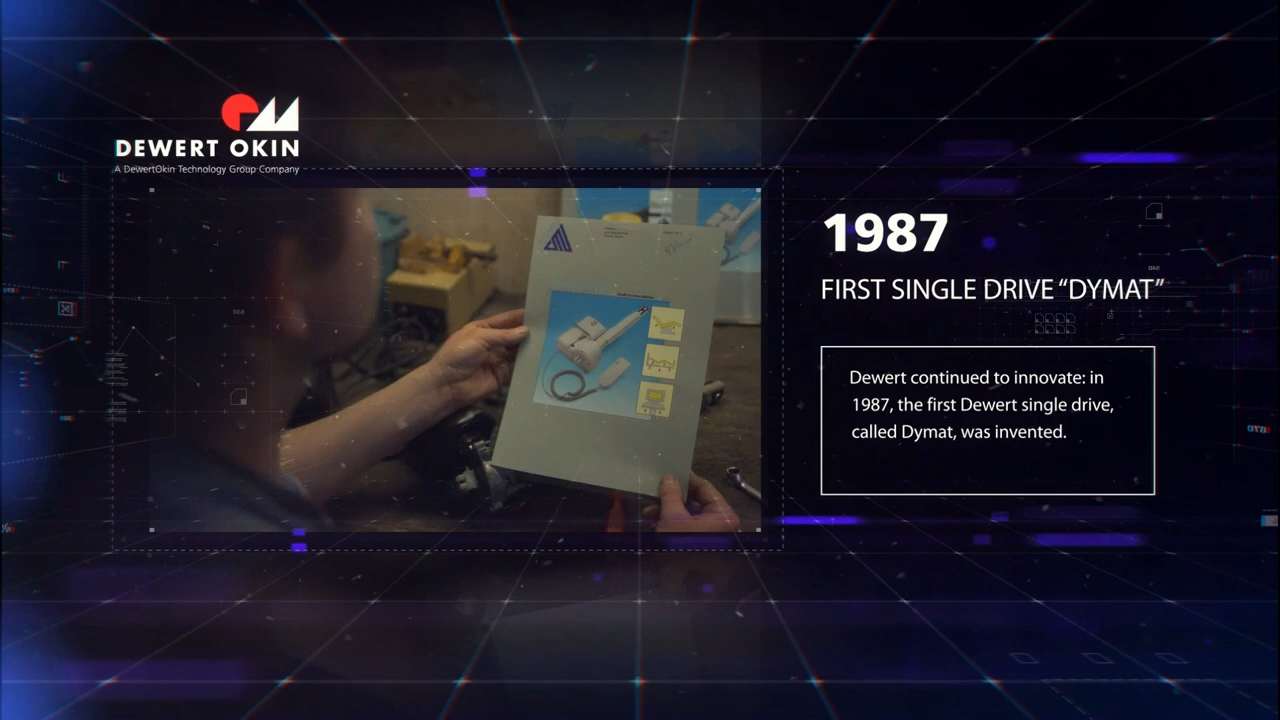 DEWERT OKIN
A DewertOkin Technology Group Company
1987
FIRST SINGLE DRIVE “DYMAT”
Dewert continued to innovate: in
1987, the first Dewert single drive,
called Dymat, was invented.